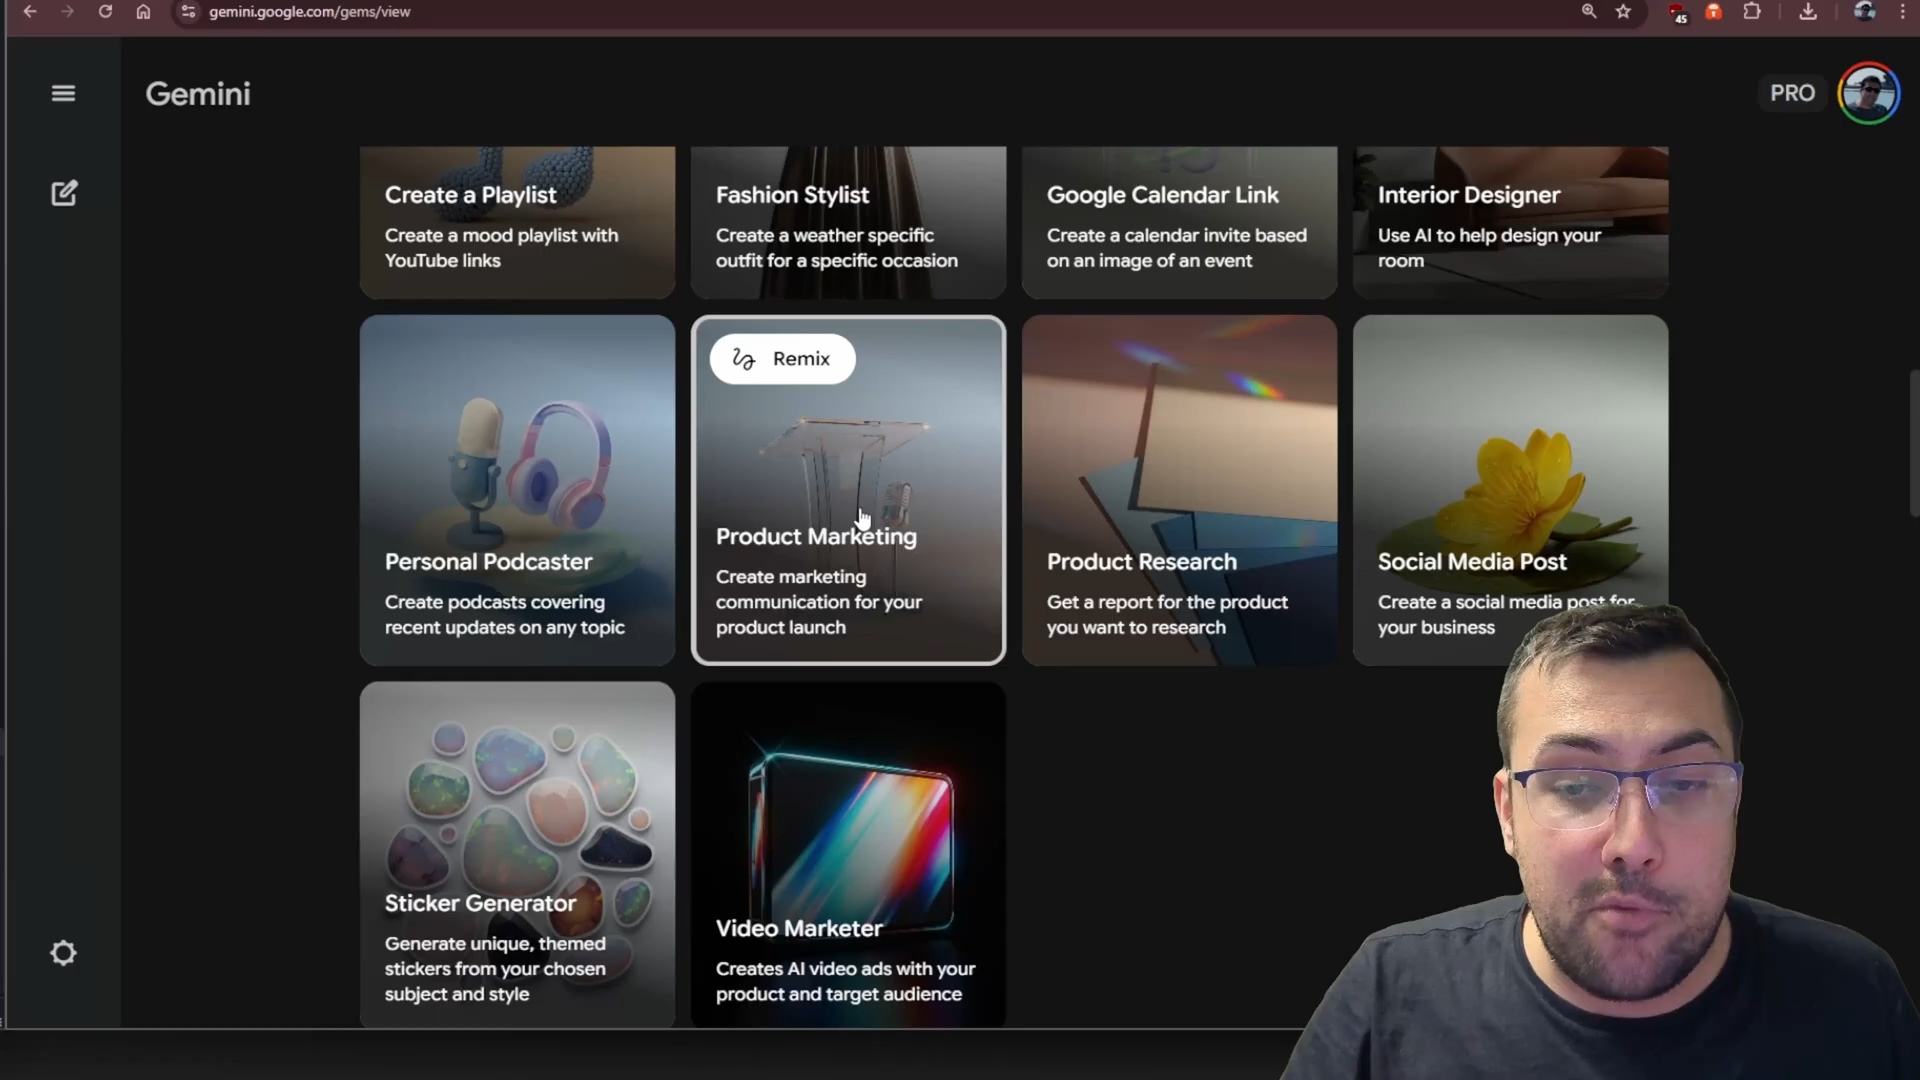 gemini.google.com/gems/view
45
Gemini
PRO
Create a Playlist
Create a mood playlist with
YouTube links
Fashion Stylist
Create a weather specific
outfit for a specific occasion
Google Calendar Link
Create a calendar invite based
on an image of an event
Interior Designer
Use AI to help design your
room
Personal Podcaster
Create podcasts covering
recent updates on any topic
Remix
Product Marketing
Create marketing
communication for your
product launch
Product Research
Get a report for the product
you want to research
Social Media Post
Create a social media post for
your business
Sticker Generator
Generate unique, themed
stickers from your chosen
subject and style
Video Marketer
Creates AI video ads with your
product and target audience